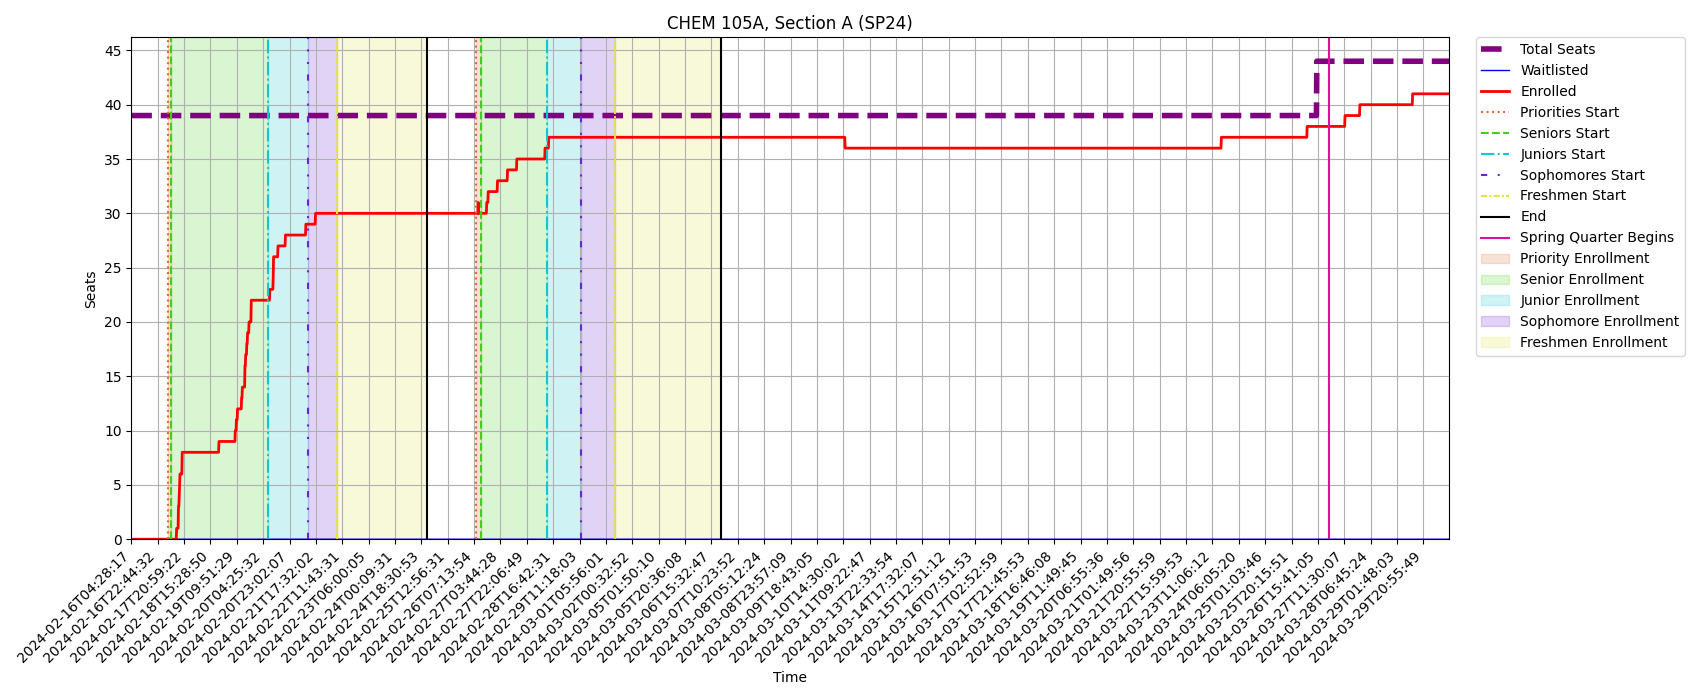 CHEM 105A, Section A (SP24)
Seats
45
40
35
30
25
20
15
10
5
0
2024-02-16T04:28:17
2024-02-16T22:44:32
2024-02-17T20:59:22
2024-02-18T15:28:50
2024-02-19T09:51:29
2024-02-20T04:25:32
2024-02-20T23:02:07
2024-02-21T17:32:02
2024-02-22T11:43:31
2024-02-23T06:00:05
2024-02-24T00:09:31
2024-02-24T18:30:53
2024-02-25T12:56:31
2024-02-26T07:13:54
2024-02-27T03:44:28
2024-02-27T22:06:49
2024-02-28T16:42:31
2024-02-29T11:18:03
2024-03-01T05:56:01
2024-03-02T00:32:52
2024-03-05T01:50:10
2024-03-05T20:36:08
2024-03-06T15:32:47
2024-03-07T10:23:52
2024-03-08T05:12:24
2024-03-08T23:57:09
2024-03-09T18:43:05
2024-03-10T14:30:02
2024-03-11T09:22:47
2024-03-13T22:33:54
2024-03-14T17:32:07
2024-03-15T12:51:12
2024-03-16T07:51:53
2024-03-17T02:52:59
2024-03-17T21:45:53
2024-03-18T16:46:08
2024-03-19T11:49:45
2024-03-20T06:55:36
2024-03-21T01:49:56
2024-03-21T20:55:59
2024-03-22T15:59:53
2024-03-23T11:06:12
2024-03-24T06:05:20
2024-03-25T01:03:46
2024-03-25T20:15:51
2024-03-26T15:41:05
2024-03-27T11:30:07
2024-03-28T06:45:24
2024-03-29T01:48:03
2024-03-29T20:55:49
Time
Total Seats
Waitlisted
Enrolled
Priorities Start
Seniors Start
Juniors Start
Sophomores Start
Freshmen Start
End
Spring Quarter Begins
Priority Enrollment
Senior Enrollment
Junior Enrollment
Sophomore Enrollment
Freshmen Enrollment